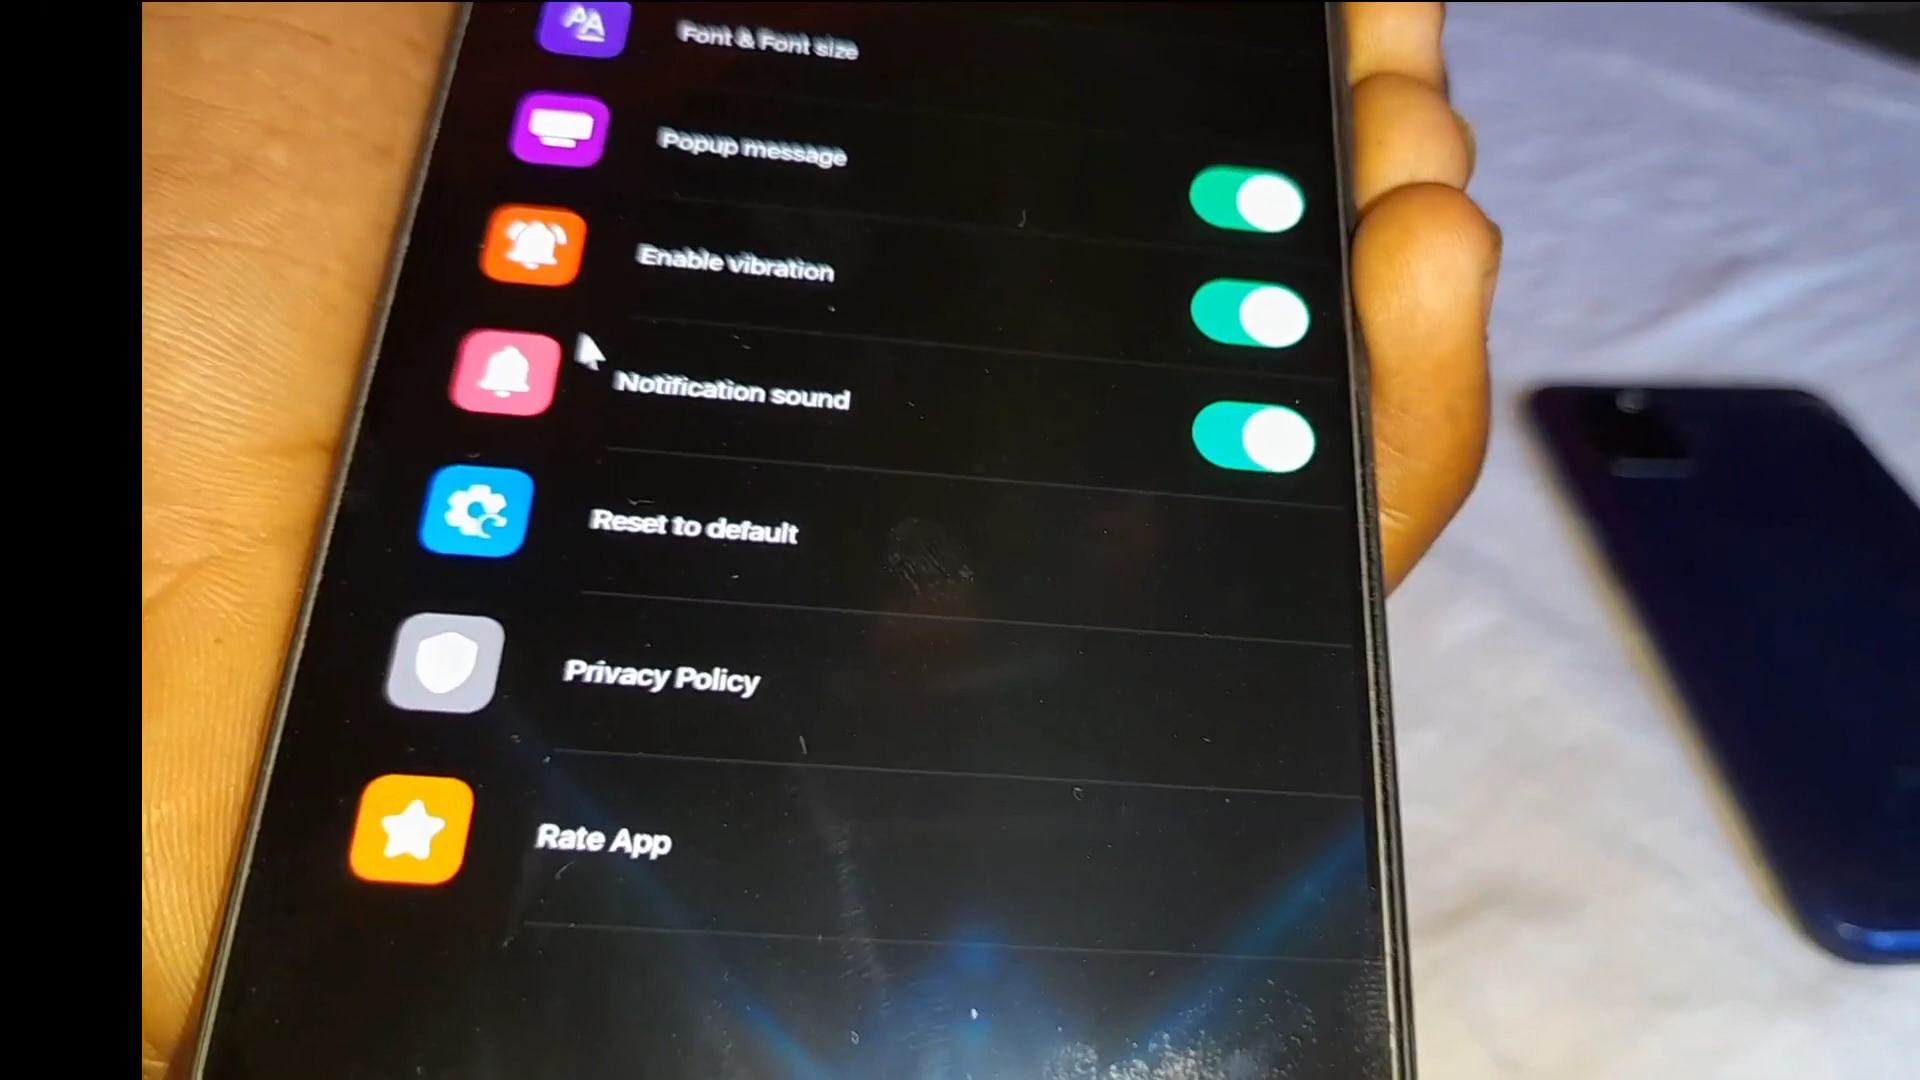 Font & Font size
Popup message
Enable vibration
Notification sound
Reset to default
Privacy Policy
Rate App